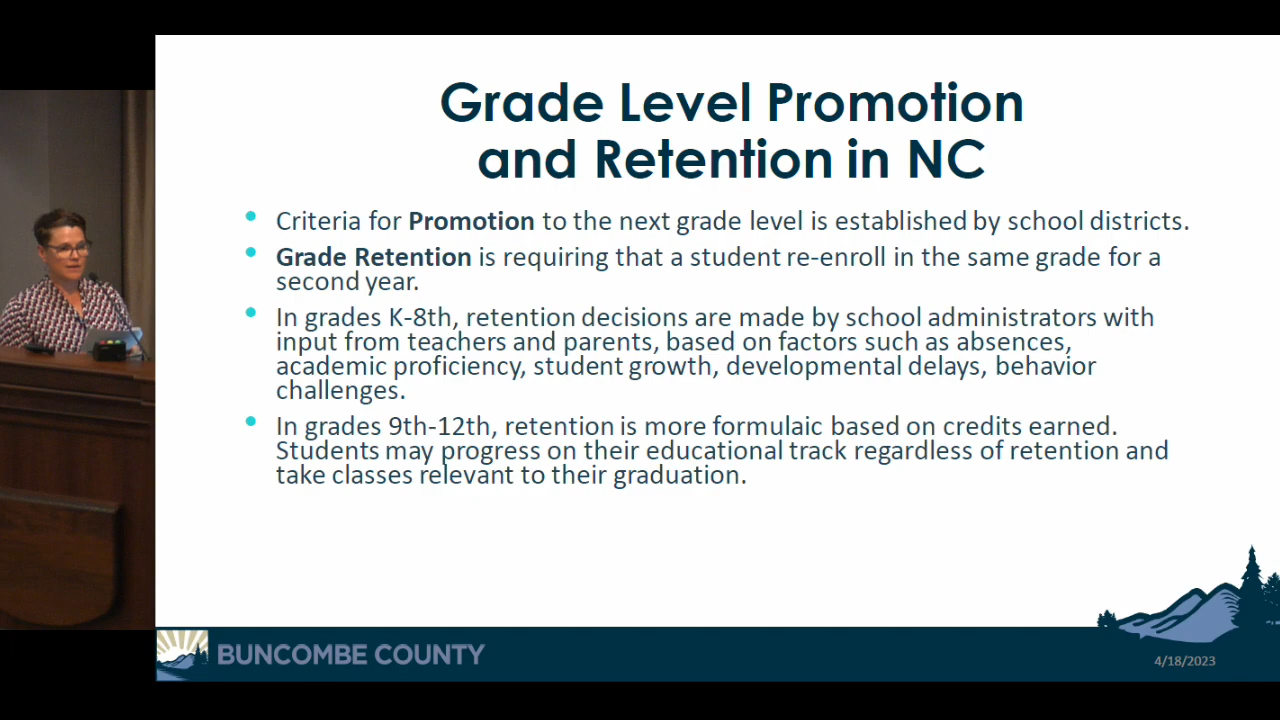 Grade Level Promotion
and Retention in NC
• Criteria for Promotion to the next grade level is established by school districts.
• Grade Retention is requiring that a student re-enroll in the same grade for a
second year.
• In grades K-8th, retention decisions are made by school administrators with
input from teachers and parents, based on factors such as absences,
academic proficiency, student growth, developmental delays, behavior
challenges.
• In grades 9th-12th, retention is more formulaic based on credits earned.
Students may progress on their educational track regardless of retention and
take classes relevant to their graduation.
BUNCOMBE COUNTY
4/18/2023